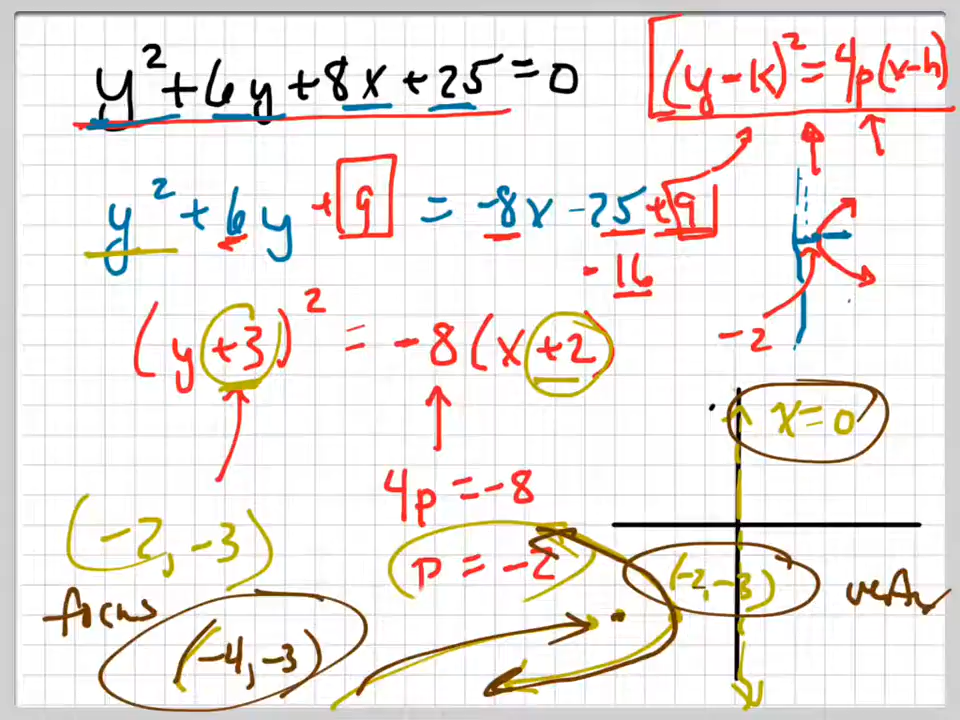 y² + 6y + 8x + 25 = 0
(y - k)² = 4p(x - h)
y² + 6y + 9 = -8x - 25 + 9
-16
(y + 3)² = -8(x + 2)
-2
x = 0
4p = -8
(-2, -3)
p = -2
(-2, -3)
vertex
focus
(-4, -3)